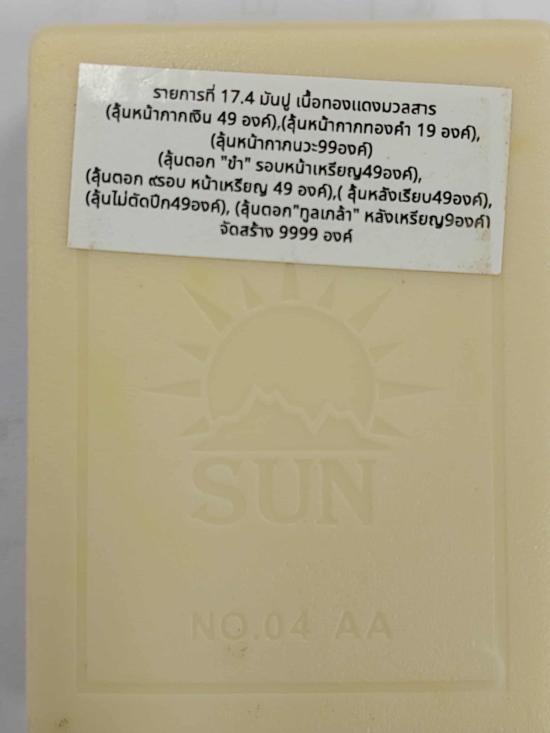 รายการที่ 17.4 มันปู เนื้อทองแดงมวลสาร
(ลุ้นหน้ากากเงิน 49 องค์),(ลุ้นหน้ากากทองคำ 19 องค์),
(ลุ้นหน้ากากนวะ99องค์)
(ลุ้นตอก "ขำ" รอบหน้าเหรียญ49องค์),
(ลุ้นตอก ๙รอบ หน้าเหรียญ 49 องค์),( ลุ้นหลังเรียบ49องค์),
(ลุ้นไม่ตัดปีก49องค์), (ลุ้นตอก"ทูลเกล้า" หลังเหรียญ9องค์)
จัดสร้าง 9999 องค์
SUN
NO.04 AA